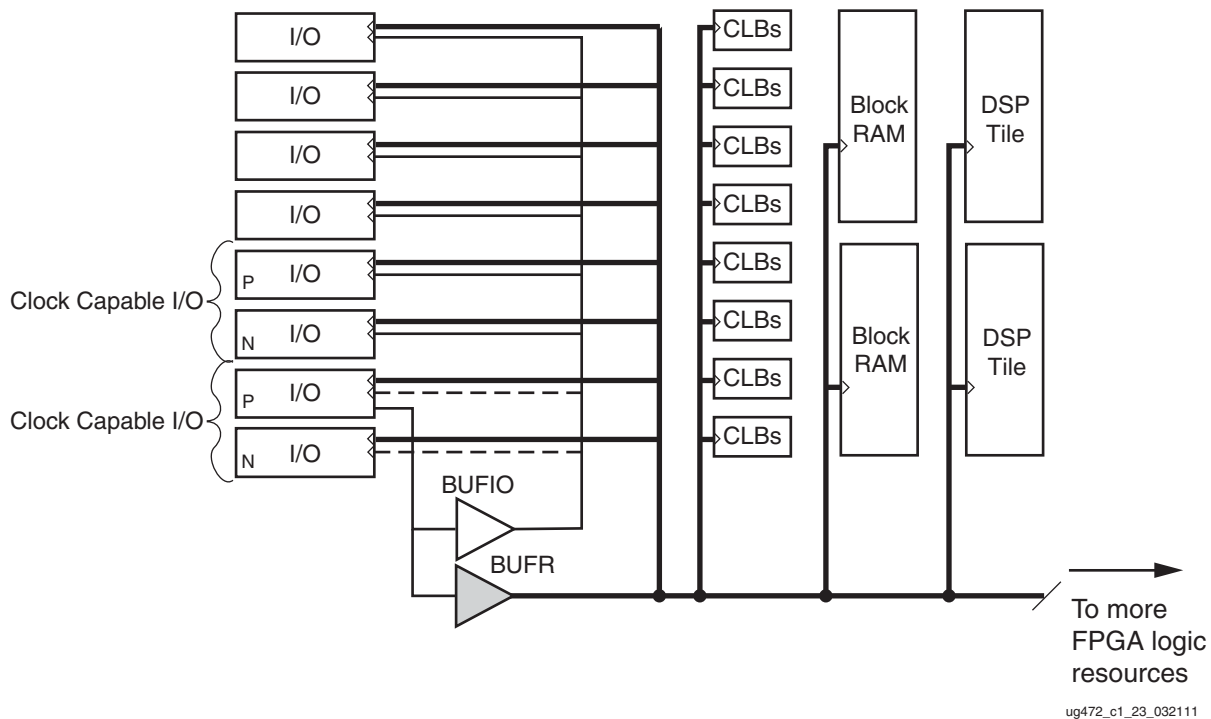 I/O
CLBs
I/O
CLBs
Block
RAM
DSP
Tile
I/O
CLBs
I/O
CLBs
Clock Capable I/O
P I/O
CLBs
N I/O
CLBs
Block
RAM
DSP
Tile
Clock Capable I/O
P I/O
CLBs
N I/O
CLBs
BUFIO
BUFR
To more
FPGA logic
resources
ug472_c1_23_032111